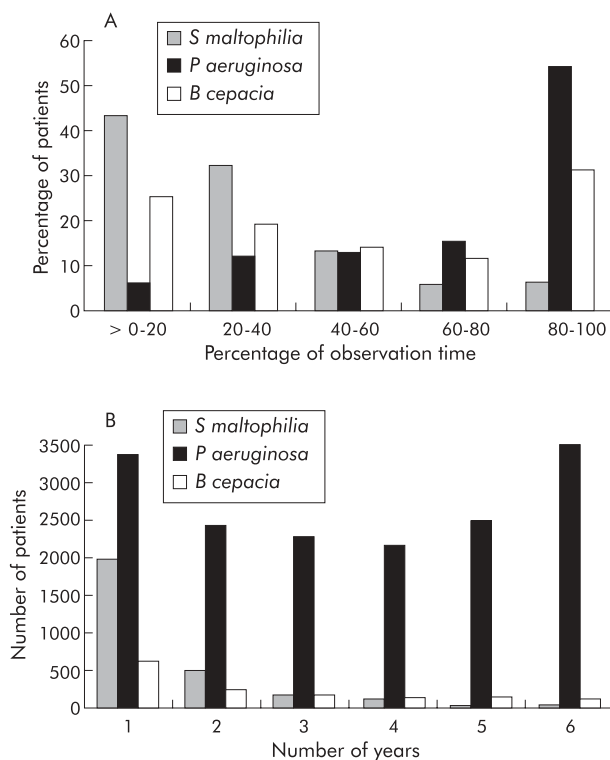 A
S maltophilia
P aeruginosa
B cepacia
Percentage of patients
60
50
40
30
20
10
0
> 0-20 20-40 40-60 60-80 80-100
Percentage of observation time
B
S maltophilia
P aeruginosa
B cepacia
Number of patients
3500
3000
2500
2000
1500
1000
500
0
1 2 3 4 5 6
Number of years